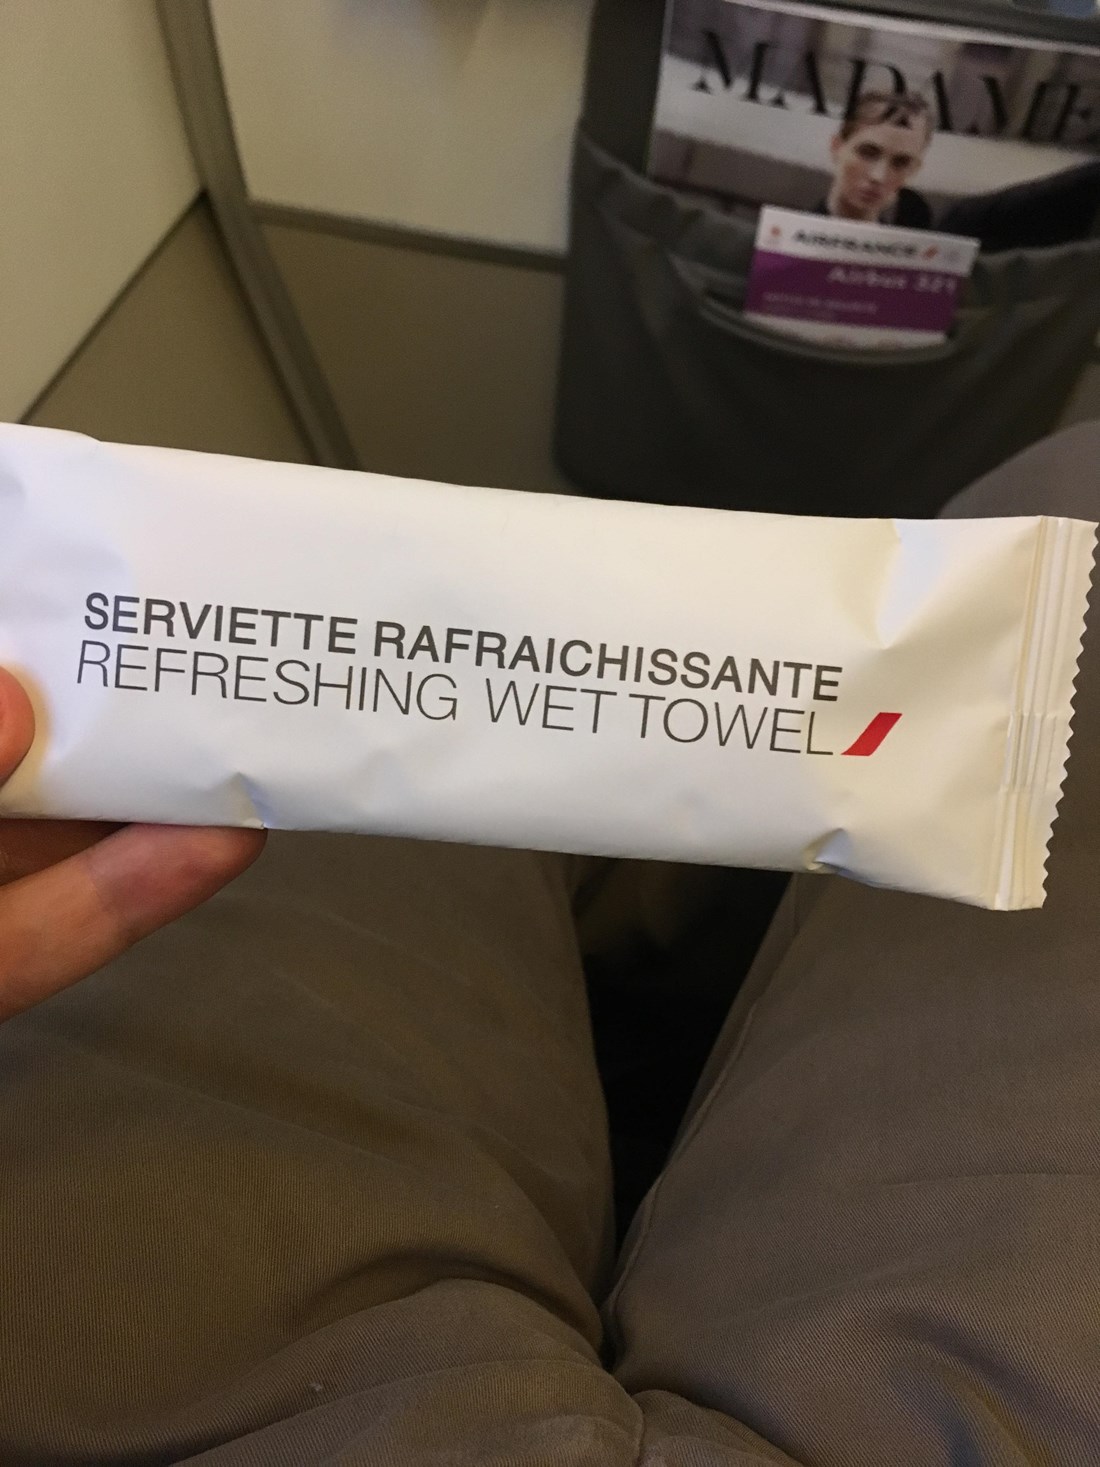 MADAME
AIRFRANCE
Airbus 321
SERVIETTE RAFRAICHISSANTE
REFRESHING WET TOWEL